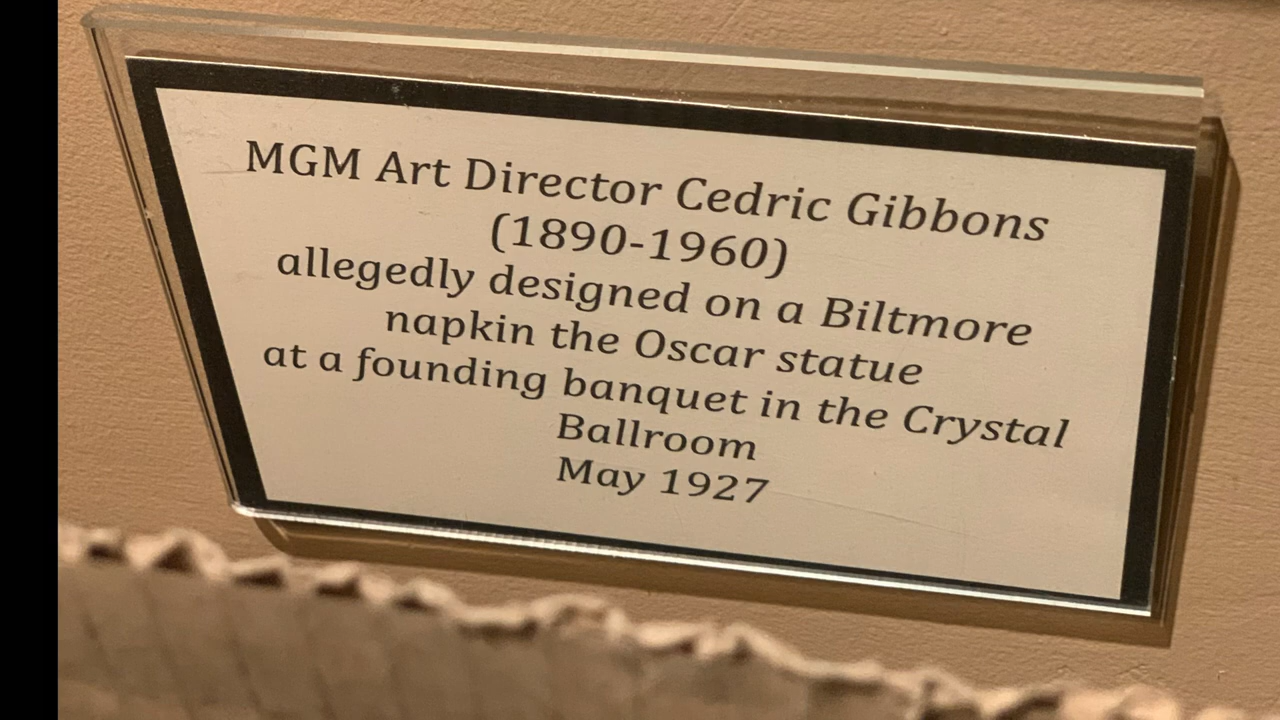 MGM Art Director Cedric Gibbons
(1890-1960)
allegedly designed on a Biltmore
napkin the Oscar statue
at a founding banquet in the Crystal
Ballroom
May 1927